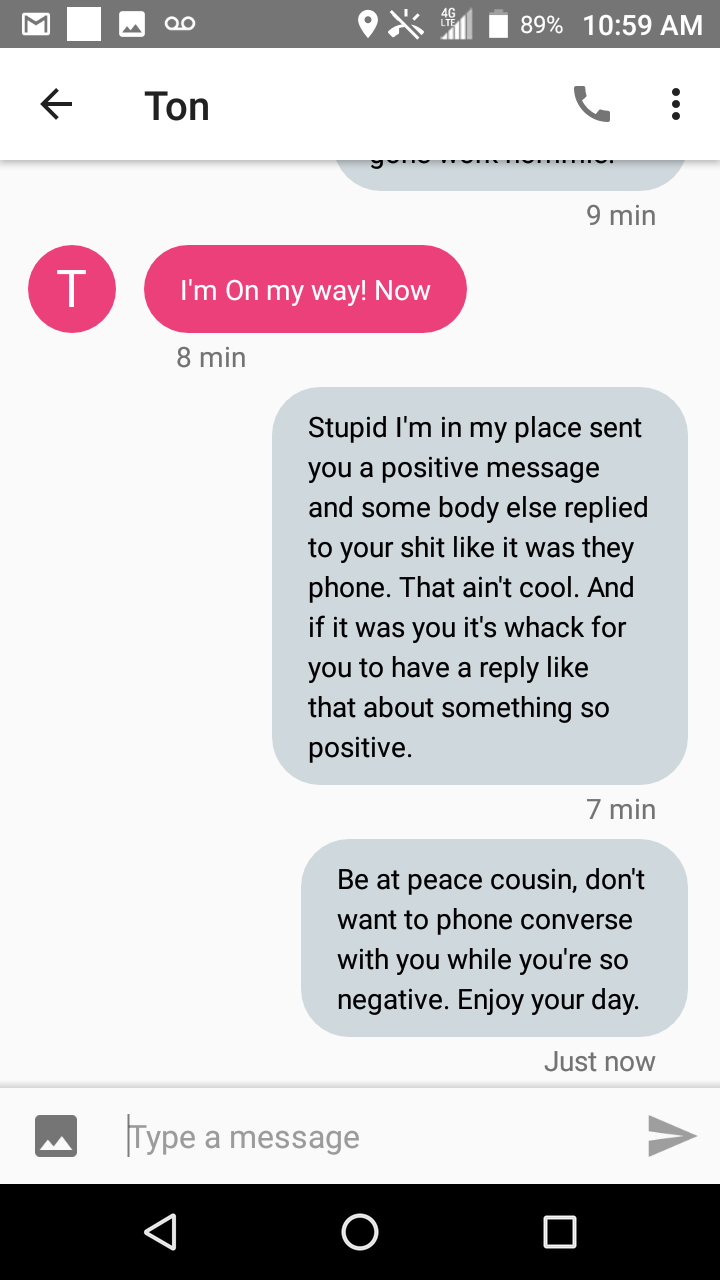 4G
LTE
89%
10:59 AM
Ton
9 min
T
I'm On my way! Now
8 min
Stupid I'm in my place sent
you a positive message
and some body else replied
to your shit like it was they
phone. That ain't cool. And
if it was you it's whack for
you to have a reply like
that about something so
positive.
7 min
Be at peace cousin, don't
want to phone converse
with you while you're so
negative. Enjoy your day.
Just now
Type a message